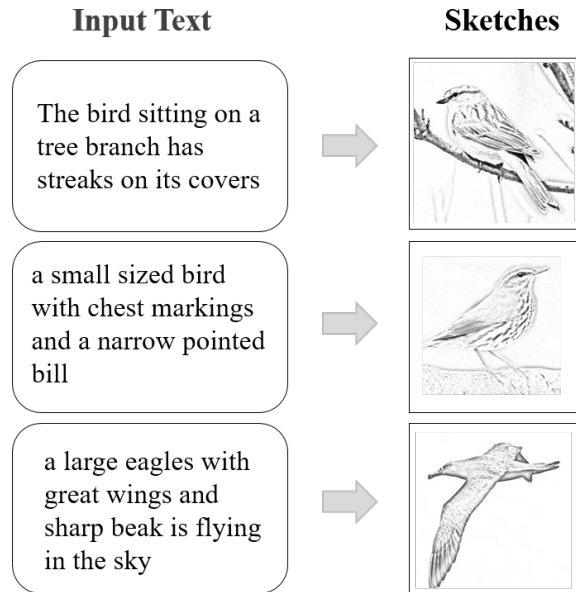 Input Text
Sketches
The bird sitting on a
tree branch has
streaks on its covers
a small sized bird
with chest markings
and a narrow pointed
bill
a large eagles with
great wings and
sharp beak is flying
in the sky